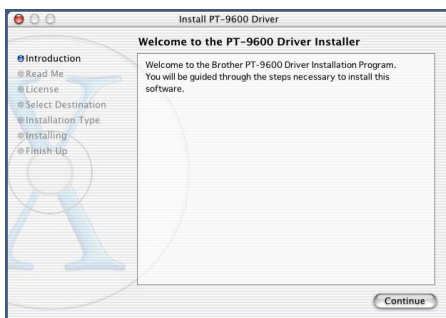 Install PT-9600 Driver
Welcome to the PT-9600 Driver Installer
Introduction
Read Me
License
Select Destination
Installation Type
Installing
Finish Up
Welcome to the Brother PT-9600 Driver Installation Program.
You will be guided through the steps necessary to install this
software.
Continue